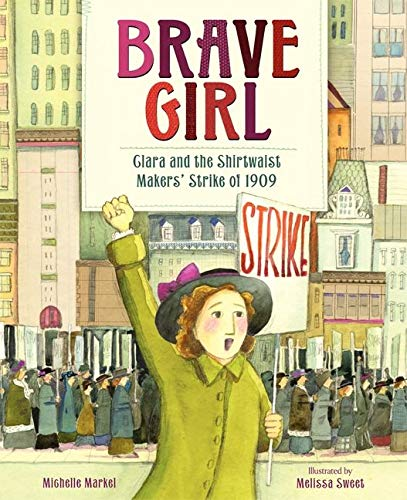 BRAVE
GIRL
Clara and the Shirtwaist
Makers' Strike of 1909
STRIKE
Michelle Markel
Illustrated by
Melissa Sweet